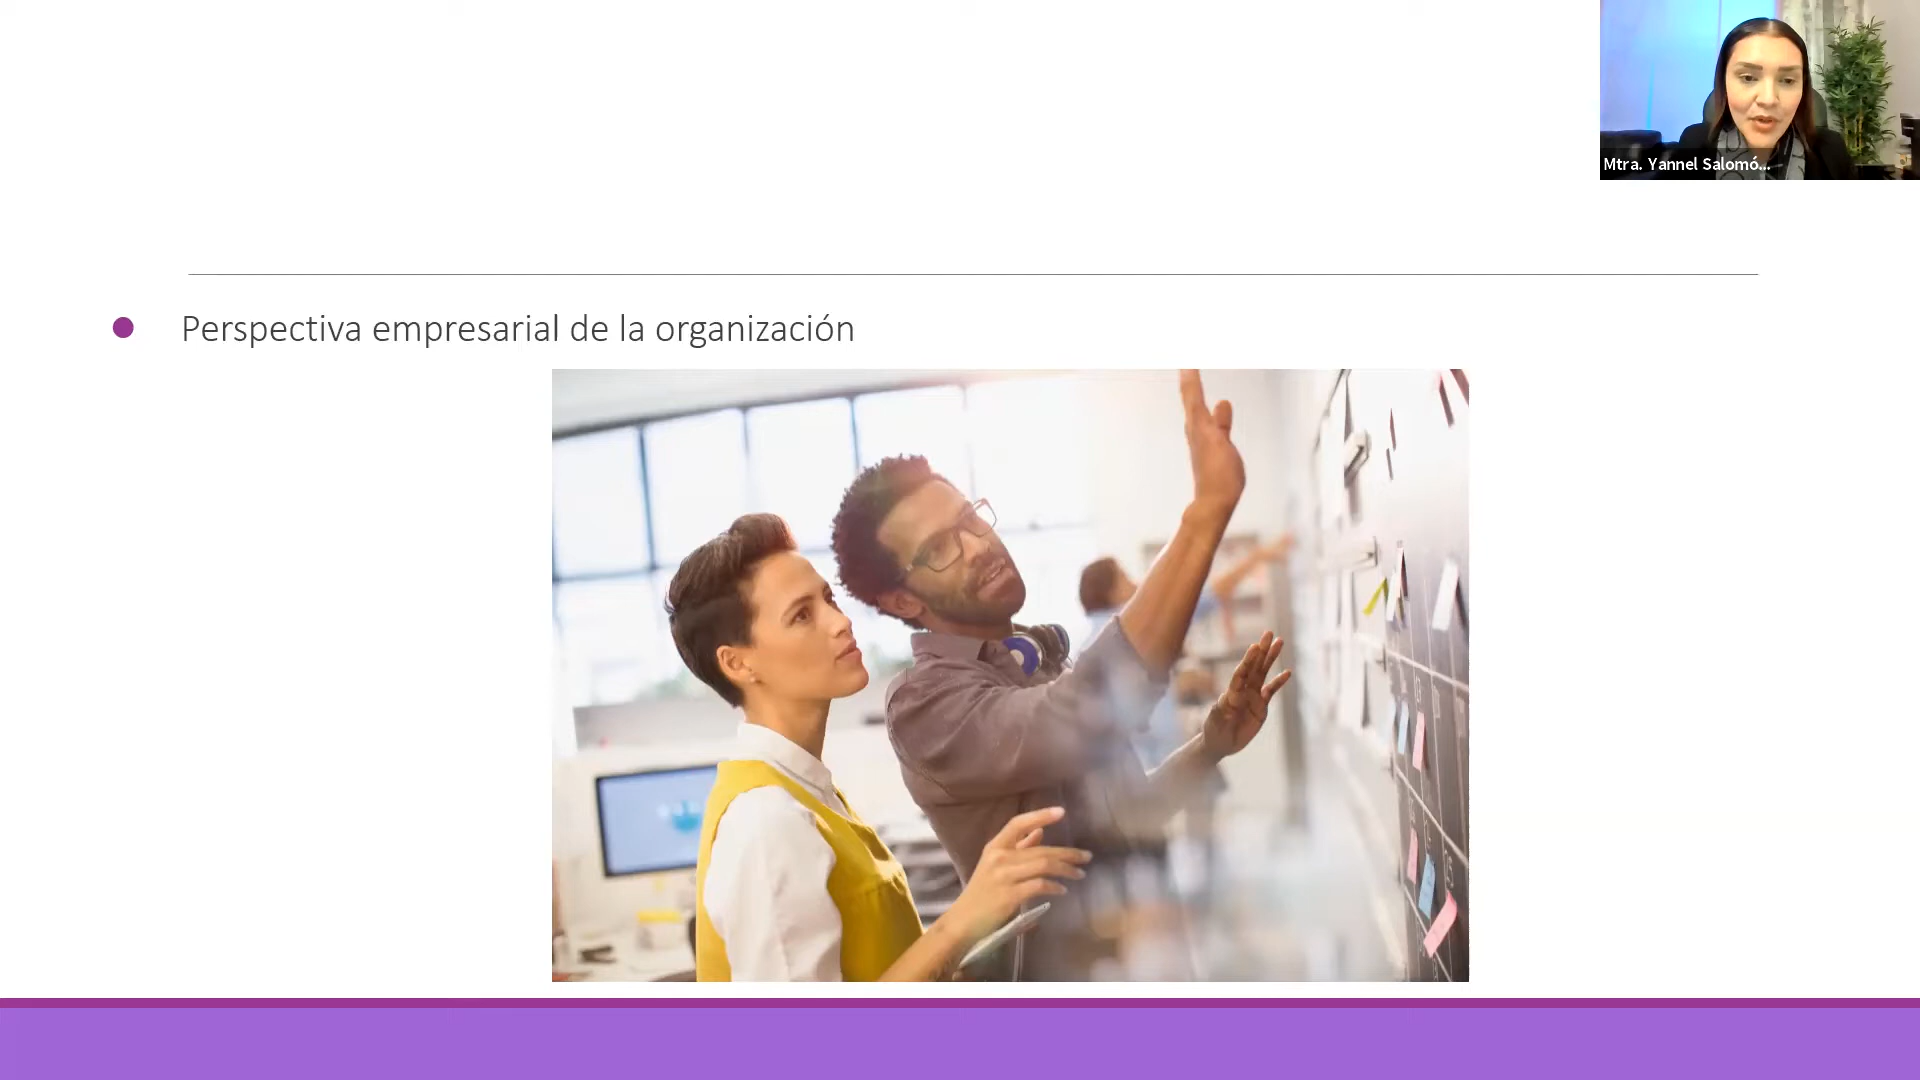 Mtra. Yannel Salomó...
Perspectiva empresarial de la organización